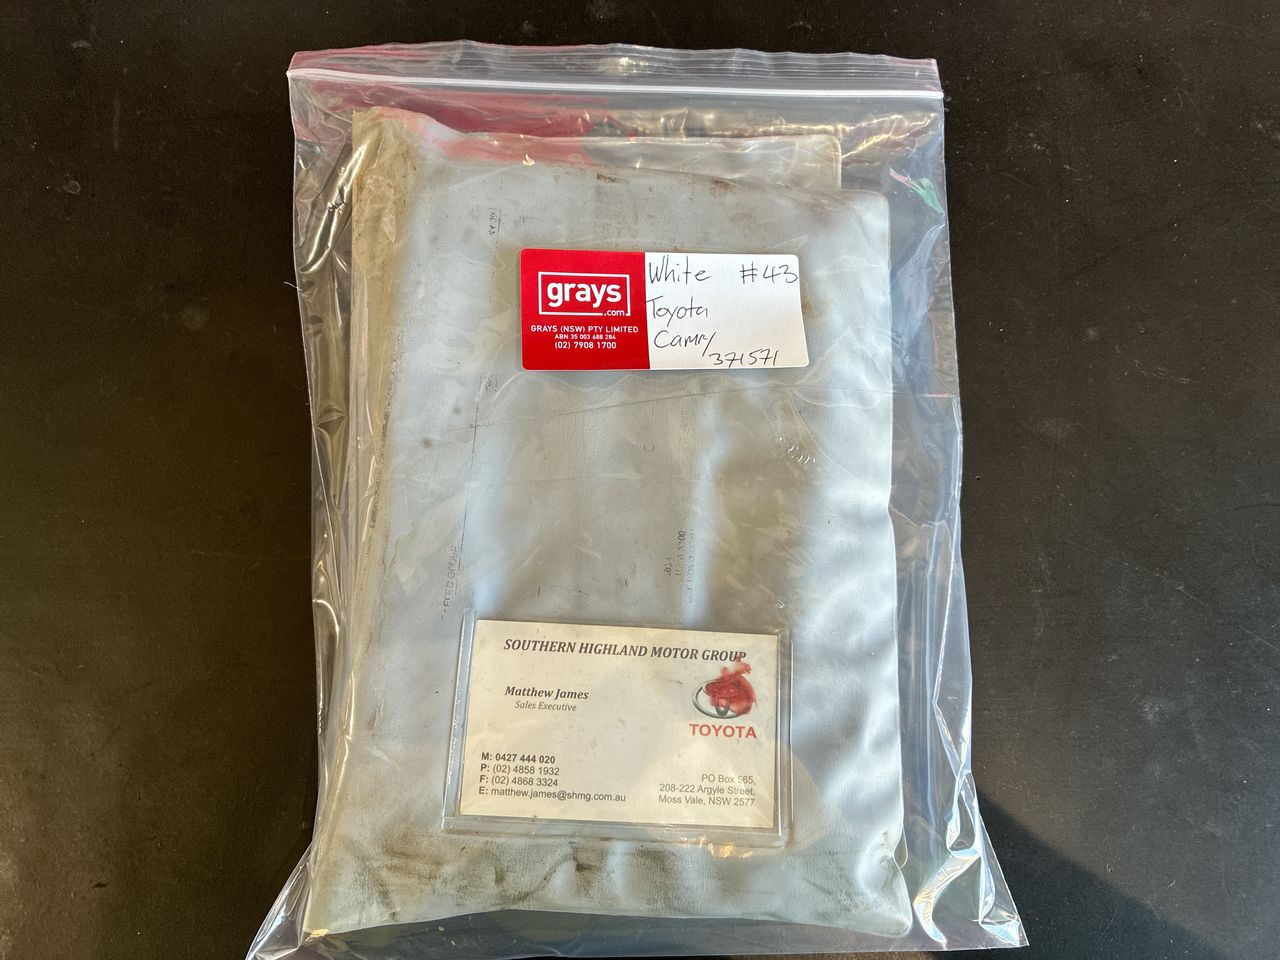 White #43
Toyota
Camry
371571
grays
.com
GRAYS (NSW) PTY LIMITED
ABN 35 003 688 284
(02) 7908 1700
SOUTHERN HIGHLAND MOTOR GROUP
Matthew James
Sales Executive
TOYOTA
M: 0427 444 020
P: (02) 4858 1932
F: (02) 4868 3324
E: matthew.james@shmg.com.au
PO Box 565,
208-222 Argyle Street,
Moss Vale, NSW 2577